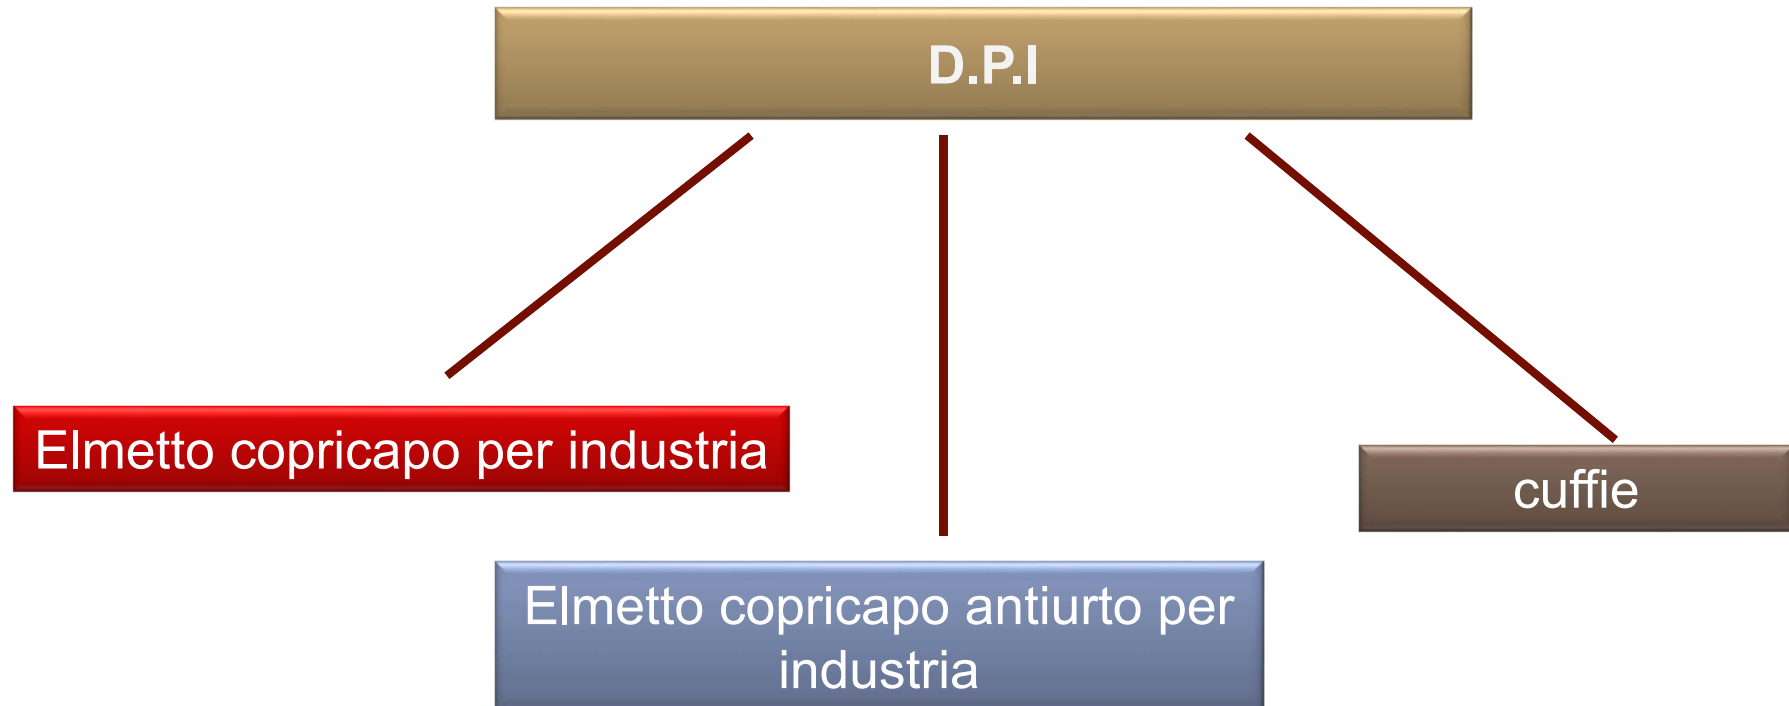 D.P.I
Elmetto copricapo per industria
cuffie
Elmetto copricapo antiurto per
industria